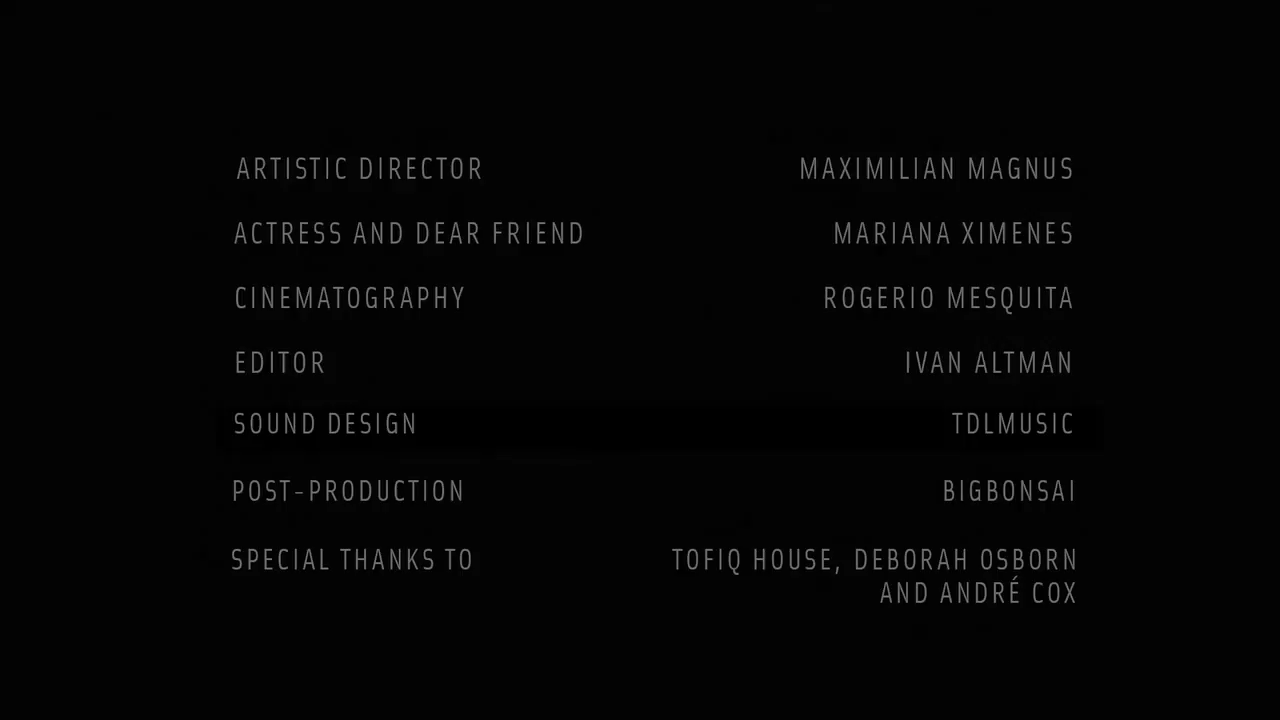 ARTISTIC DIRECTOR MAXIMILIAN MAGNUS
ACTRESS AND DEAR FRIEND MARIANA XIMENES
CINEMATOGRAPHY ROGERIO MESQUITA
EDITOR IVAN ALTMAN
SOUND DESIGN TDLMUSIC
POST-PRODUCTION BIGBONSAI
SPECIAL THANKS TO TOFIQ HOUSE, DEBORAH OSBORN
AND ANDRÉ COX